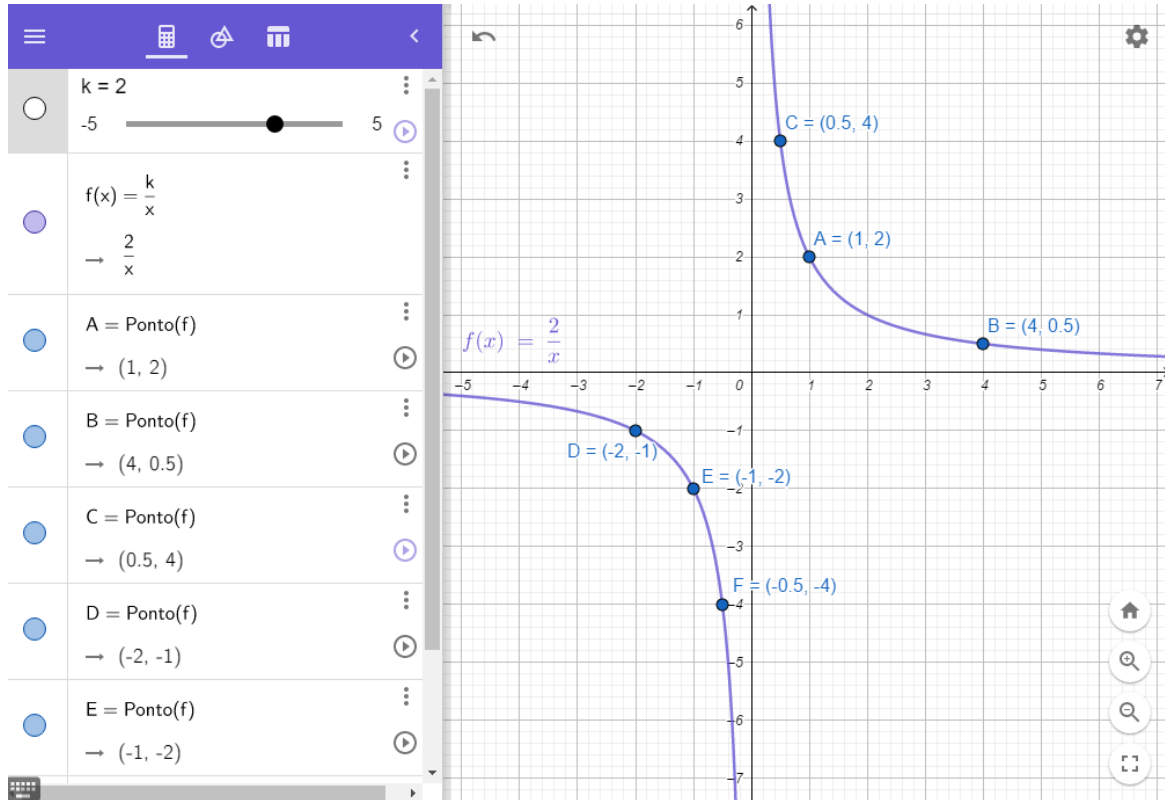 k = 2
-5 5
f(x) = k/x
→ 2/x
A = Ponto(f)
→ (1, 2)
B = Ponto(f)
→ (4, 0.5)
C = Ponto(f)
→ (0.5, 4)
D = Ponto(f)
→ (-2, -1)
E = Ponto(f)
→ (-1, -2)
6
5
C = (0.5, 4)
4
3
A = (1, 2)
2
1
B = (4, 0.5)
f(x) = 2/x
–5 –4 –3 –2 –1 0 1 2 3 4 5 6 7
–1
D = (-2, -1)
E = (-1, -2)
–2
–3
F = (-0.5, -4)
–4
–5
–6
–7